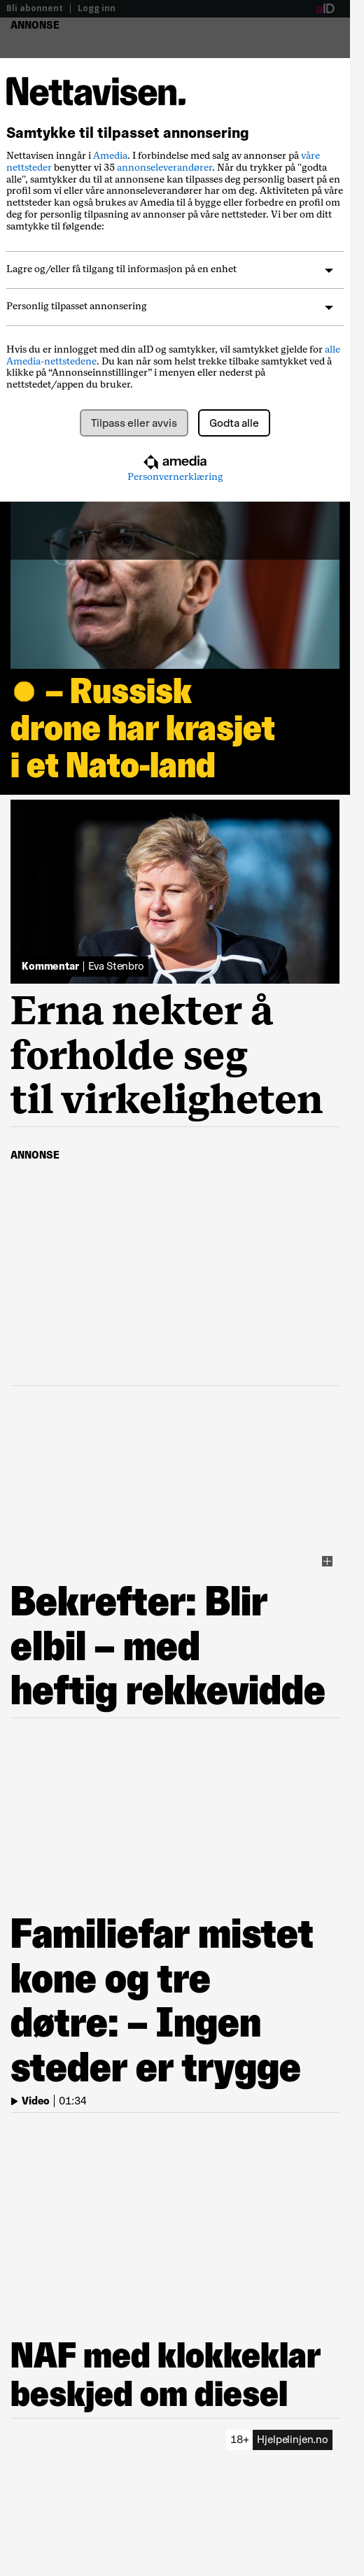 Bli abonnent | Logg inn
aID
ANNONSE
Nettavisen.
Samtykke til tilpasset annonsering
Nettavisen inngår i Amedia. I forbindelse med salg av annonser på våre
nettsteder benytter vi 35 annonseleverandører. Når du trykker på "godta
alle", samtykker du til at annonsene kan tilpasses deg personlig basert på en
profil som vi eller våre annonseleverandører har om deg. Aktiviteten på våre
nettsteder kan også brukes av Amedia til å bygge eller forbedre en profil om
deg for personlig tilpasning av annonser på våre nettsteder. Vi ber om ditt
samtykke til følgende:
Lagre og/eller få tilgang til informasjon på en enhet
Personlig tilpasset annonsering
Hvis du er innlogget med din aID og samtykker, vil samtykket gjelde for alle
Amedia-nettstedene. Du kan når som helst trekke tilbake samtykket ved å
klikke på “Annonseinnstillinger” i menyen eller nederst på
nettstedet/appen du bruker.
Tilpass eller avvis
Godta alle
amedia
Personvernerklæring
– Russisk
drone har krasjet
i et Nato-land
Kommentar | Eva Stenbro
Erna nekter å
forholde seg
til virkeligheten
ANNONSE
Bekrefter: Blir
elbil – med
heftig rekkevidde
Familiefar mistet
kone og tre
døtre: – Ingen
steder er trygge
Video | 01:34
NAF med klokkeklar
beskjed om diesel
18+ Hjelpelinjen.no